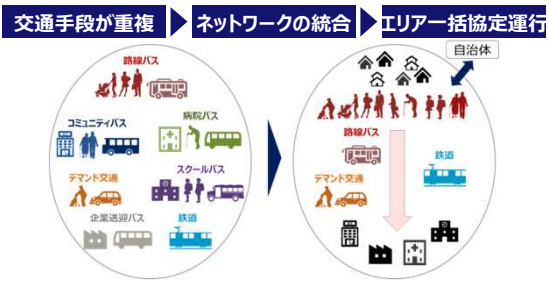 交通手段が重複
ネットワークの統合
エリア一括協定運行
自治体
路線バス
コミュニティバス
病院バス
デマンド交通
スクールバス
企業送迎バス
鉄道
路線バス
鉄道
デマンド交通